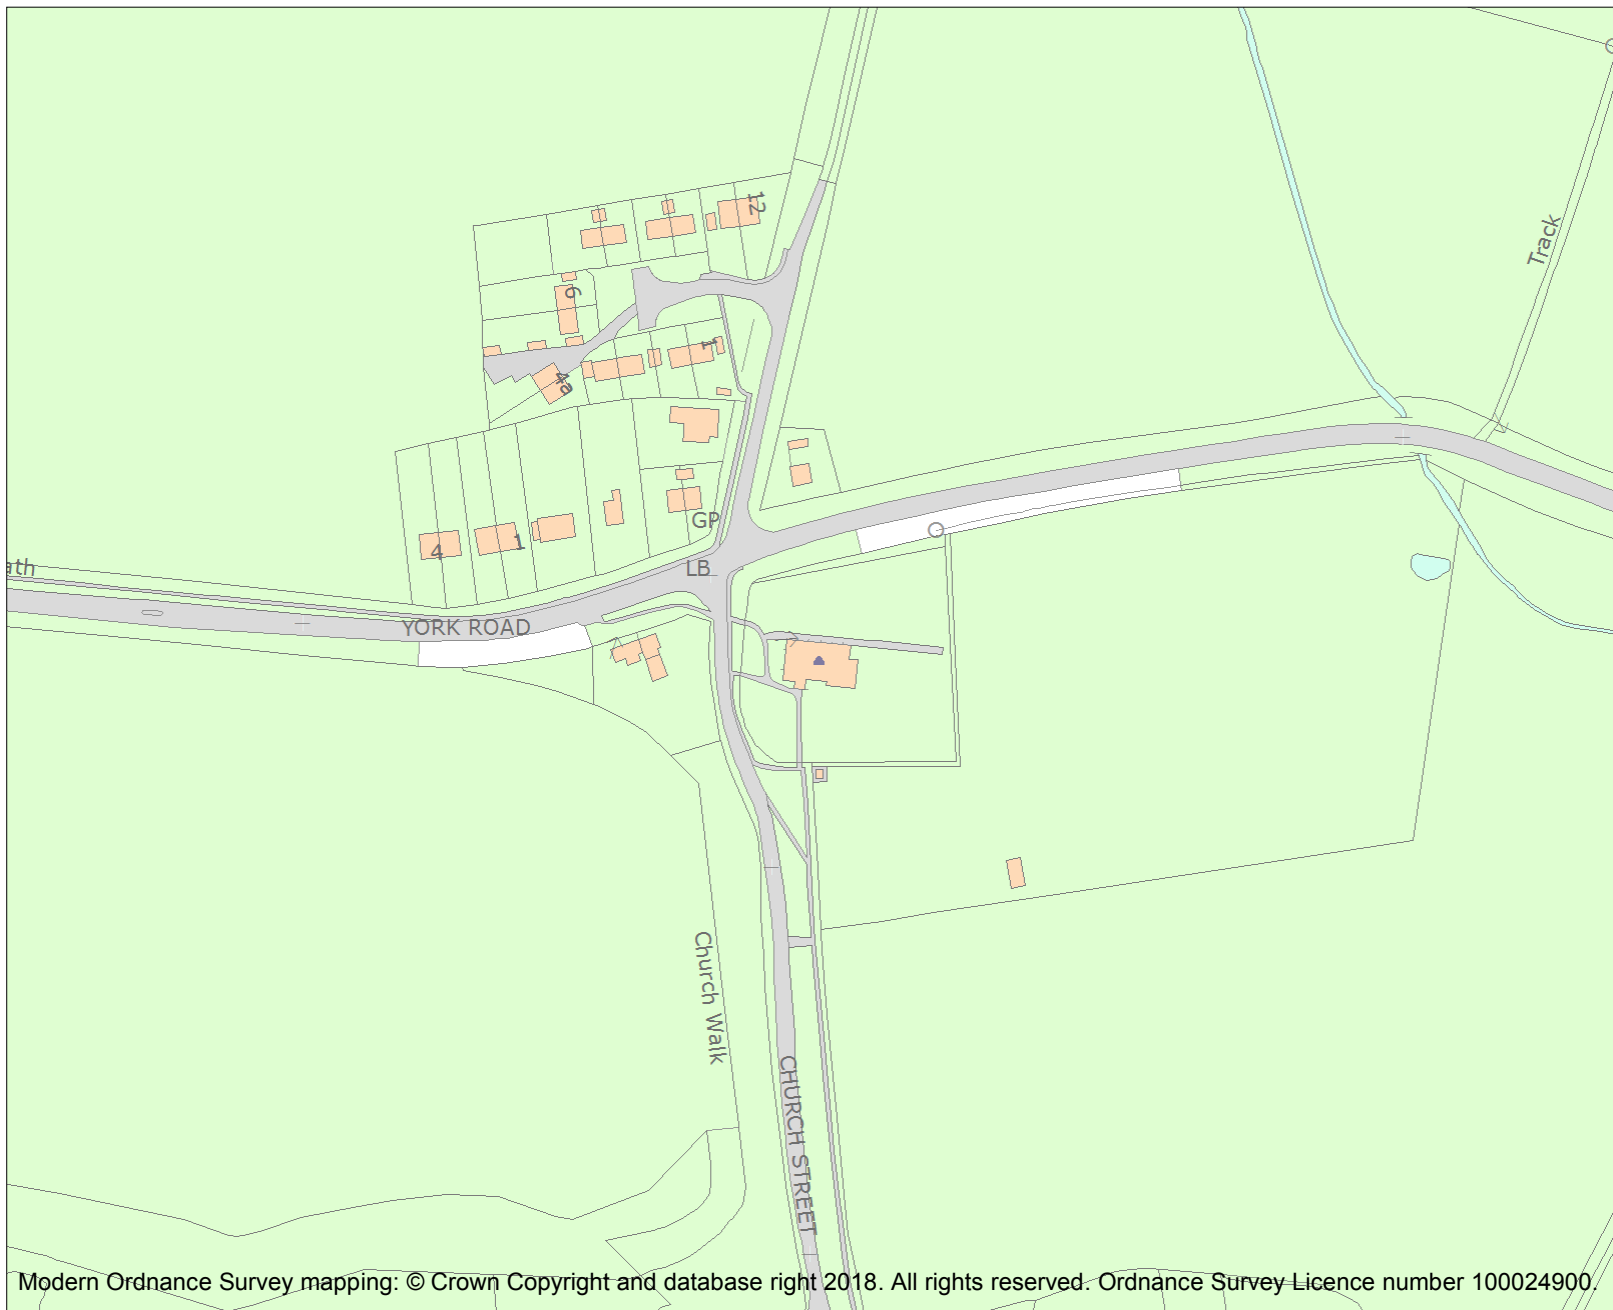 12
Track
6
1
4a
GP
4
1
ath
LB
YORK ROAD
Church Walk
CHURCH STREET
Modern Ordnance Survey mapping: © Crown Copyright and database right 2018. All rights reserved. Ordnance Survey Licence number 100024900.